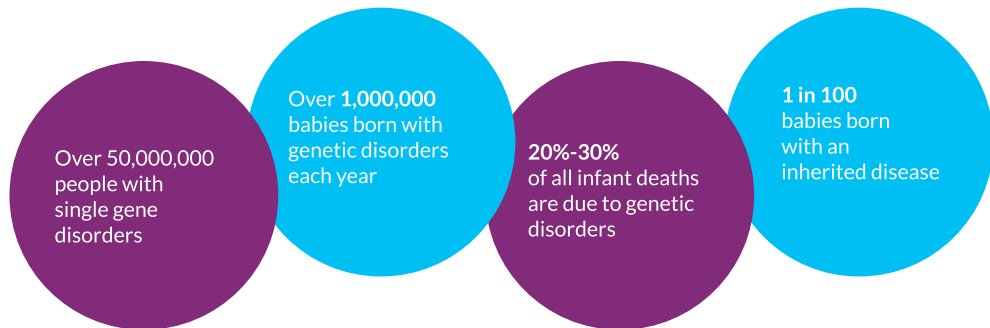 Over 50,000,000
people with
single gene
disorders
Over 1,000,000
babies born with
genetic disorders
each year
20%-30%
of all infant deaths
are due to genetic
disorders
1 in 100
babies born
with an
inherited disease